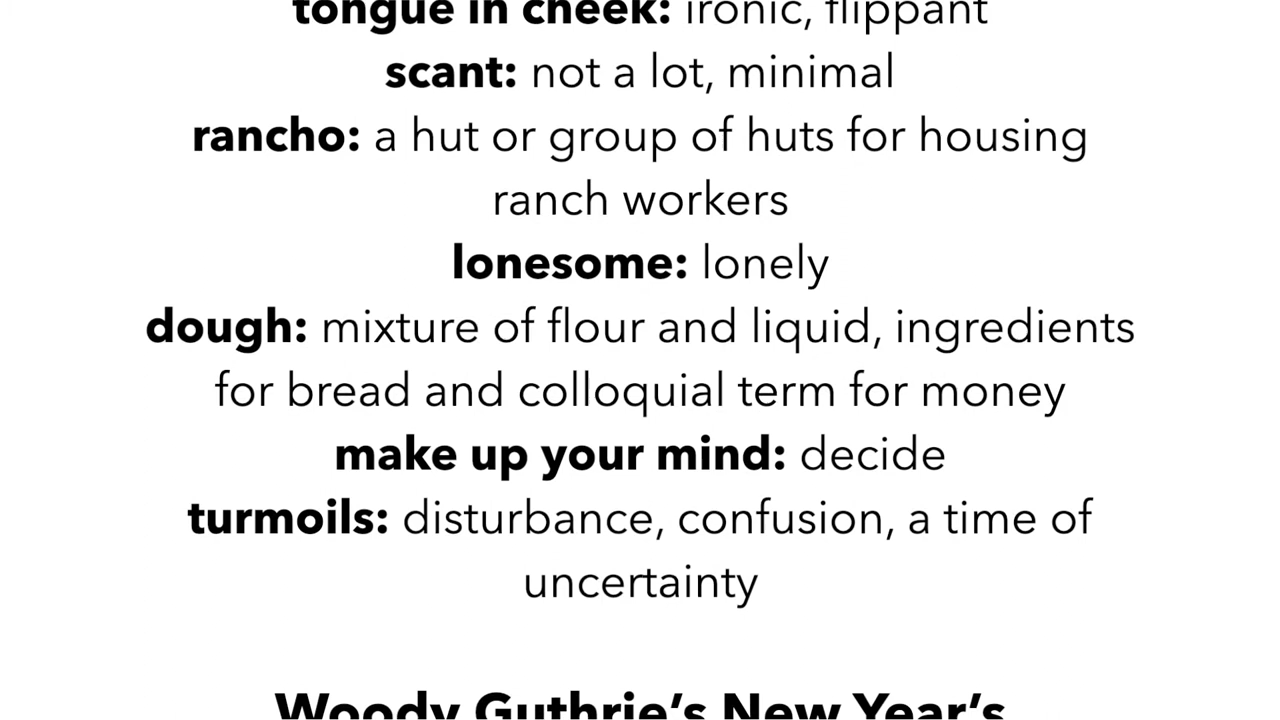 tongue in cheek: ironic, flippant
scant: not a lot, minimal
rancho: a hut or group of huts for housing
ranch workers
lonesome: lonely
dough: mixture of flour and liquid, ingredients
for bread and colloquial term for money
make up your mind: decide
turmoils: disturbance, confusion, a time of
uncertainty
Woody Guthrie’s New Year’s